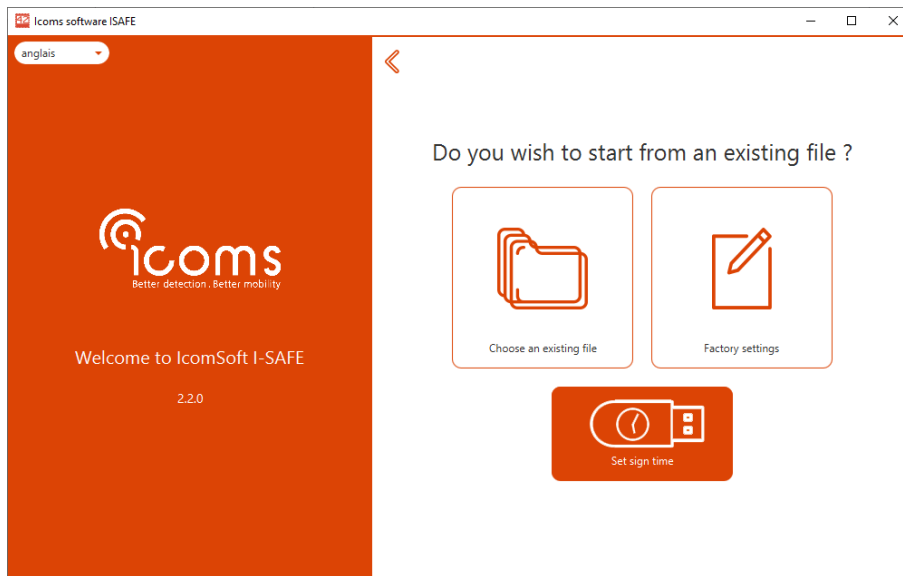 Icoms software ISAFE
anglais
icoms
Better detection. Better mobility
Welcome to IcomSoft I-SAFE
2.2.0
Do you wish to start from an existing file ?
Choose an existing file
Factory settings
Set sign time